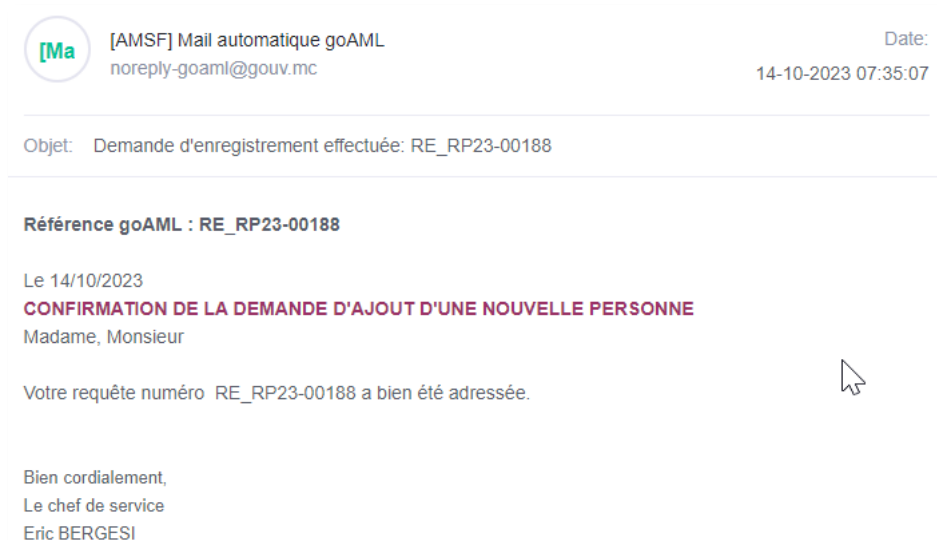 [Ma
[AMSF] Mail automatique goAML
noreply-goaml@gouv.mc
Date:
14-10-2023 07:35:07
Objet: Demande d'enregistrement effectuée: RE_RP23-00188
Référence goAML : RE_RP23-00188
Le 14/10/2023
CONFIRMATION DE LA DEMANDE D'AJOUT D'UNE NOUVELLE PERSONNE
Madame, Monsieur
Votre requête numéro RE_RP23-00188 a bien été adressée.
Bien cordialement,
Le chef de service
Eric BERGESI